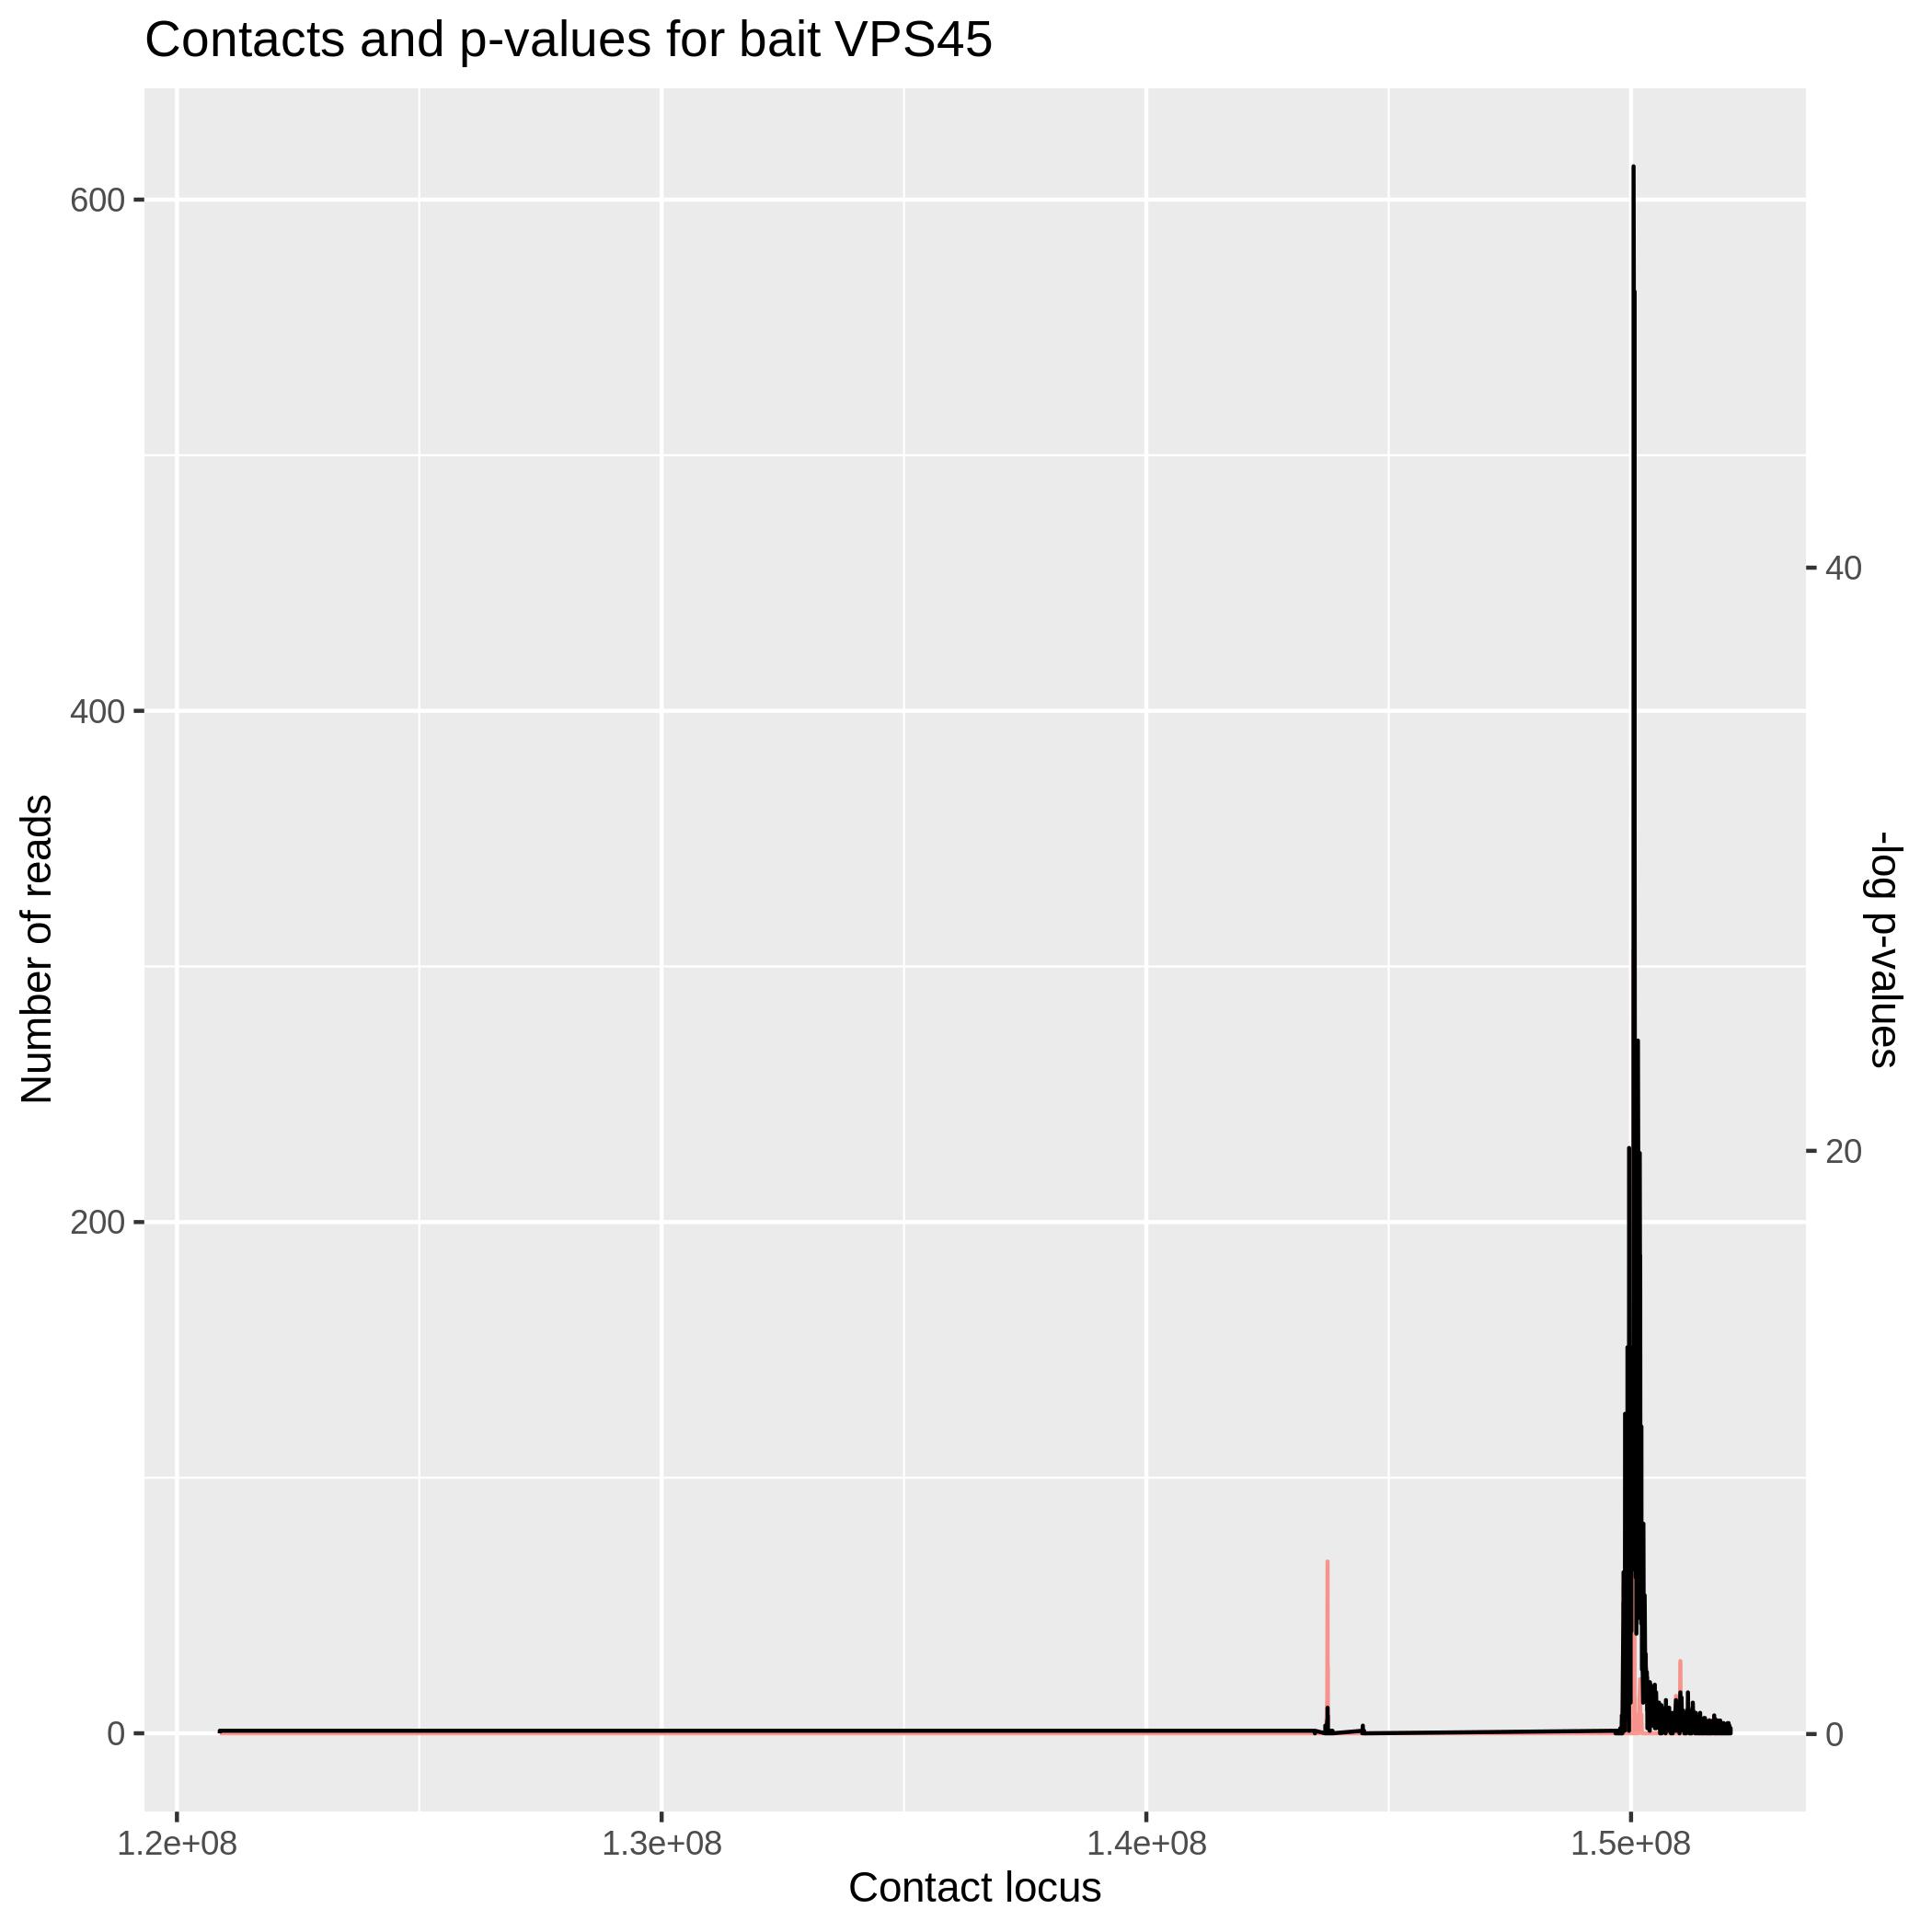 Contacts and p-values for bait VPS45
600
400
200
0
Number of reads
40
20
0
-log p-values
1.2e+08 1.3e+08 1.4e+08 1.5e+08
Contact locus